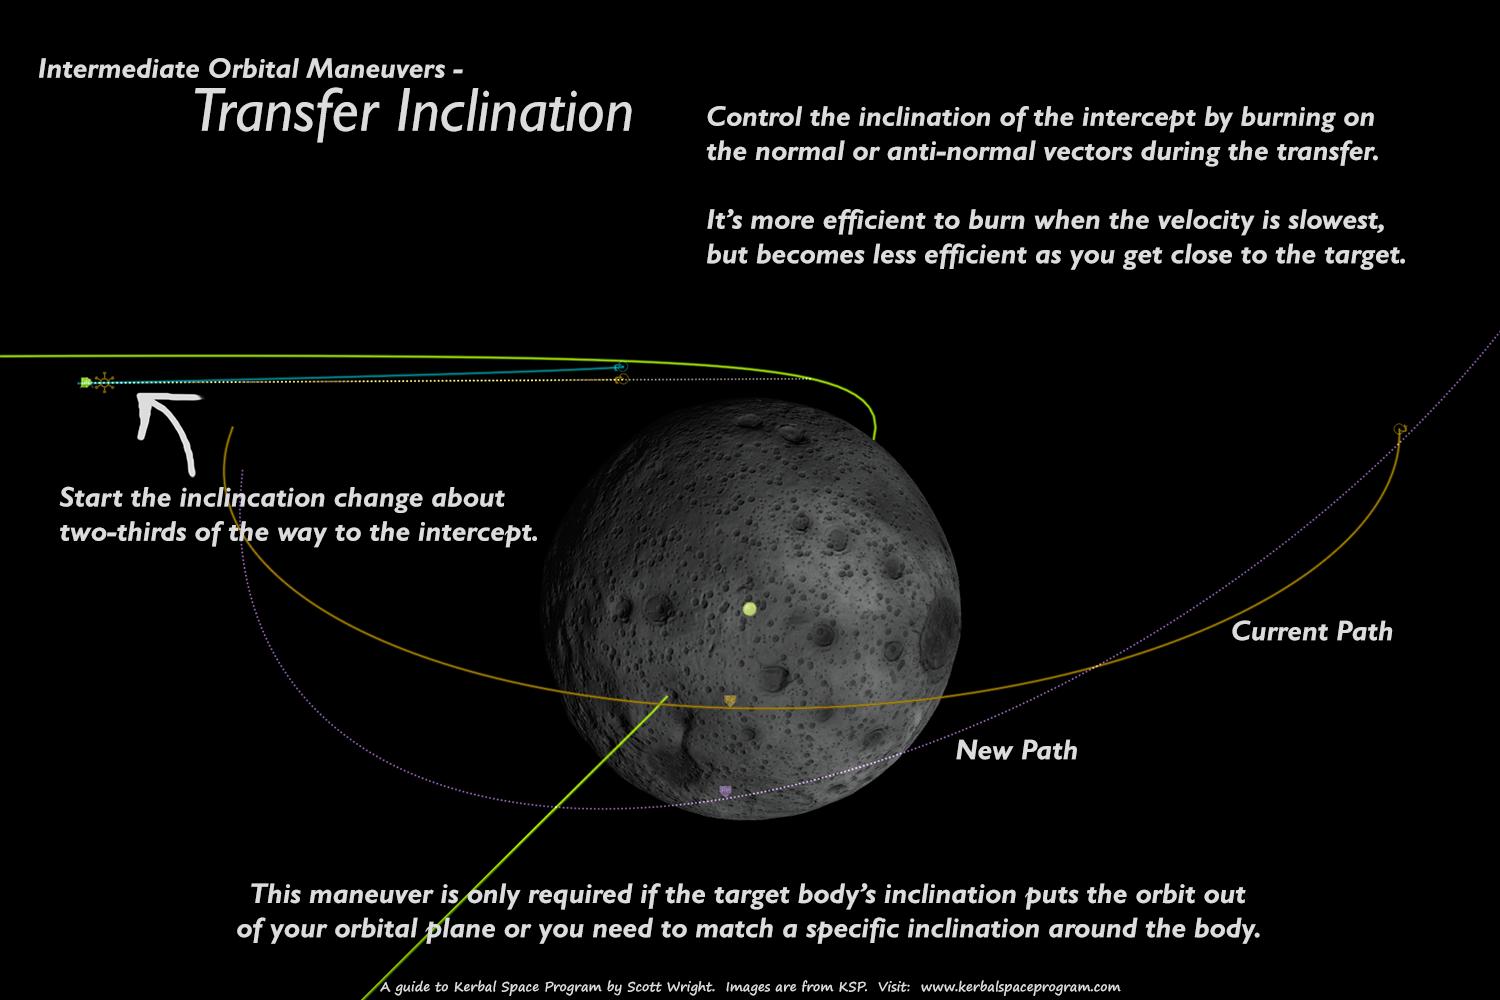 Intermediate Orbital Maneuvers -
Transfer Inclination
Control the inclination of the intercept by burning on
the normal or anti-normal vectors during the transfer.
It's more efficient to burn when the velocity is slowest,
but becomes less efficient as you get close to the target.
Start the inclincation change about
two-thirds of the way to the intercept.
Current Path
New Path
This maneuver is only required if the target body's inclination puts the orbit out
of your orbital plane or you need to match a specific inclination around the body.
A guide to Kerbal Space Program by Scott Wright.  Images are from KSP.  Visit:  www.kerbalspaceprogram.com